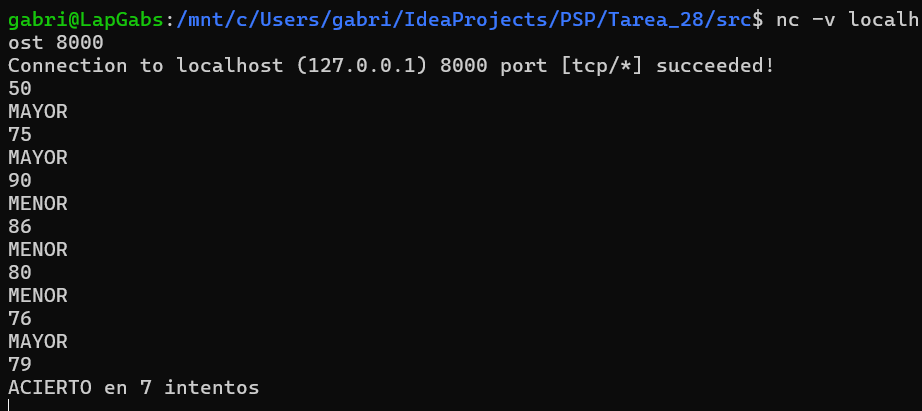 gabri@LapGabs:/mnt/c/Users/gabri/IdeaProjects/PSP/Tarea_28/src$ nc -v localh
ost 8000
Connection to localhost (127.0.0.1) 8000 port [tcp/*] succeeded!
50
MAYOR
75
MAYOR
90
MENOR
86
MENOR
80
MENOR
76
MAYOR
79
ACIERTO en 7 intentos